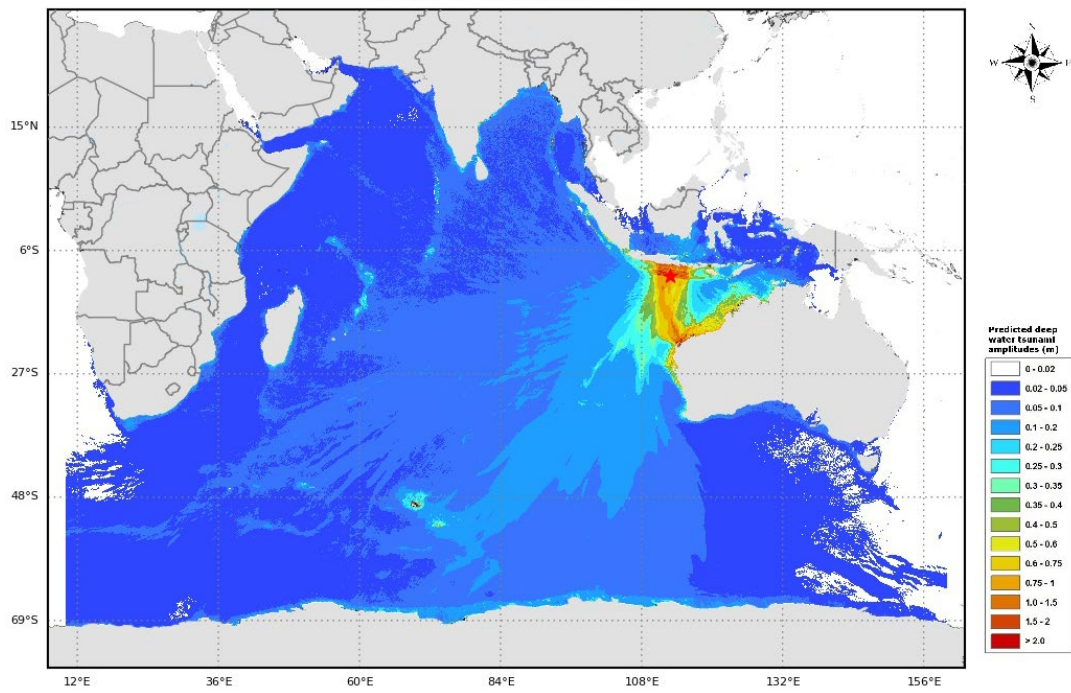 N
W E
S
15°N
6°S
27°S
48°S
69°S
12°E 36°E 60°E 84°E 108°E 132°E 156°E
Predicted deep
water tsunami
amplitudes (m)
0 - 0.02
0.02 - 0.05
0.05 - 0.1
0.1 - 0.2
0.2 - 0.25
0.25 - 0.3
0.3 - 0.35
0.35 - 0.4
0.4 - 0.5
0.5 - 0.6
0.6 - 0.75
0.75 - 1
1.0 - 1.5
1.5 - 2
> 2.0